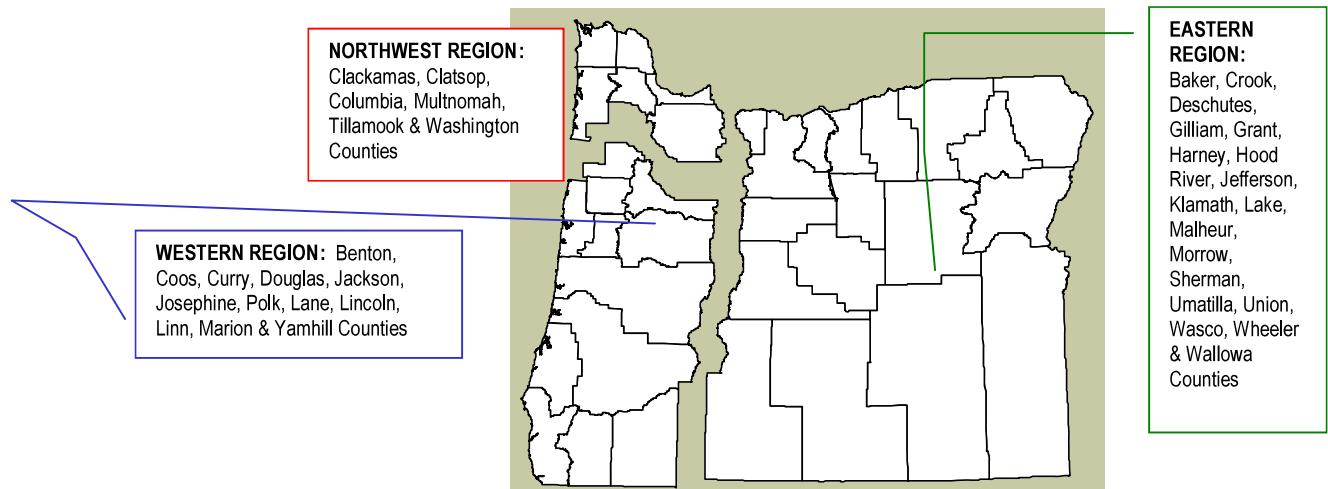 NORTHWEST REGION:
Clackamas, Clatsop,
Columbia, Multnomah,
Tillamook & Washington
Counties
WESTERN REGION: Benton,
Coos, Curry, Douglas, Jackson,
Josephine, Polk, Lane, Lincoln,
Linn, Marion & Yamhill Counties
EASTERN
REGION:
Baker, Crook,
Deschutes,
Gilliam, Grant,
Harney, Hood
River, Jefferson,
Klamath, Lake,
Malheur,
Morrow,
Sherman,
Umatilla, Union,
Wasco, Wheeler
& Wallowa
Counties